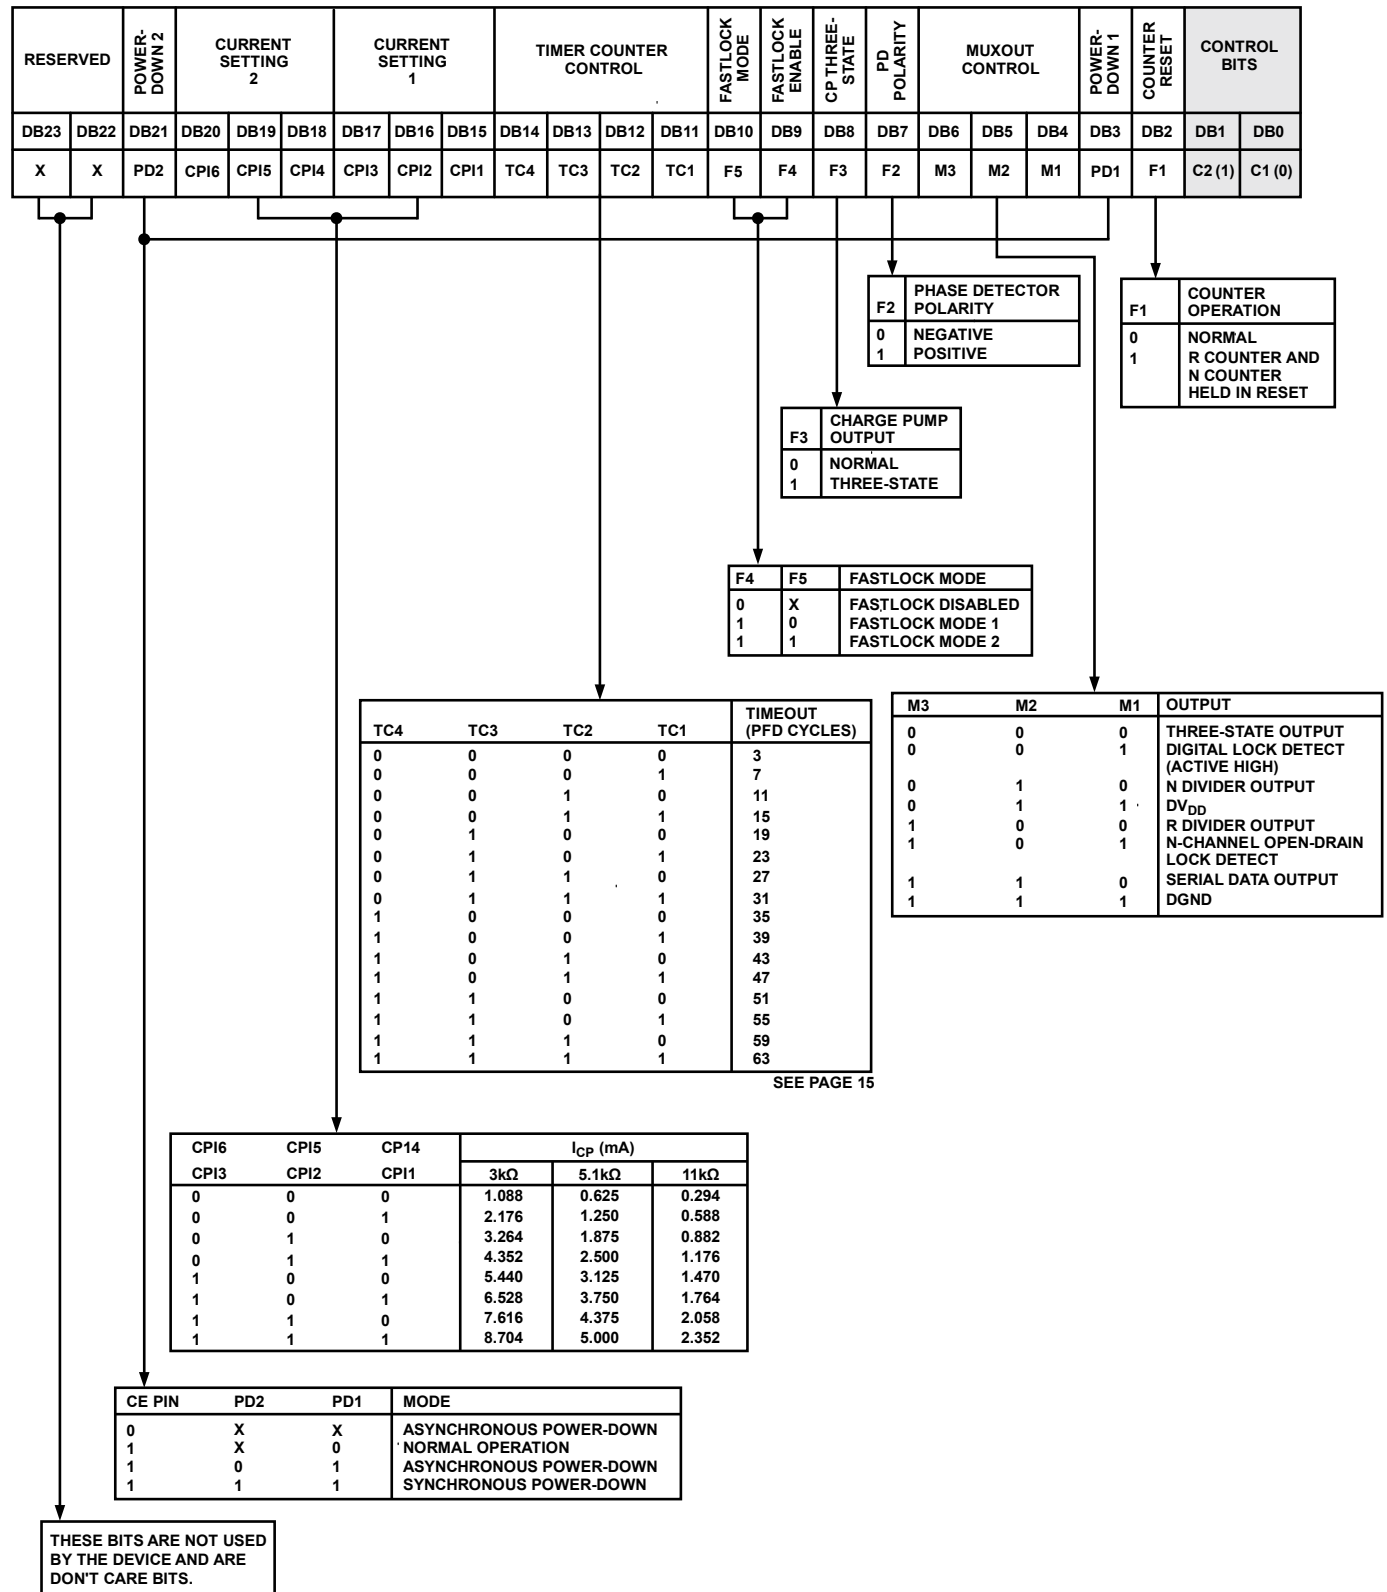 RESERVED
POWER-
DOWN 2
CURRENT
SETTING
2
CURRENT
SETTING
1
TIMER COUNTER
CONTROL
FASTLOCK
MODE
FASTLOCK
ENABLE
CP THREE-
STATE
PD
POLARITY
MUXOUT
CONTROL
POWER-
DOWN 1
COUNTER
RESET
CONTROL
BITS
DB23 DB22 DB21 DB20 DB19 DB18 DB17 DB16 DB15 DB14 DB13 DB12 DB11 DB10 DB9 DB8 DB7 DB6 DB5 DB4 DB3 DB2 DB1 DB0
X X PD2 CPI6 CPI5 CPI4 CPI3 CPI2 CPI1 TC4 TC3 TC2 TC1 F5 F4 F3 F2 M3 M2 M1 PD1 F1 C2 (1) C1 (0)
F2 PHASE DETECTOR
POLARITY
0 NEGATIVE
1 POSITIVE
F1 COUNTER
OPERATION
0 NORMAL
1 R COUNTER AND
N COUNTER
HELD IN RESET
F3 CHARGE PUMP
OUTPUT
0 NORMAL
1 THREE-STATE
F4 F5 FASTLOCK MODE
0 X FASTLOCK DISABLED
1 0 FASTLOCK MODE 1
1 1 FASTLOCK MODE 2
TC4 TC3 TC2 TC1 TIMEOUT
(PFD CYCLES)
0 0 0 0 3
0 0 0 1 7
0 0 1 0 11
0 0 1 1 15
0 1 0 0 19
0 1 0 1 23
0 1 1 0 27
0 1 1 1 31
1 0 0 0 35
1 0 0 1 39
1 0 1 0 43
1 0 1 1 47
1 1 0 0 51
1 1 0 1 55
1 1 1 0 59
1 1 1 1 63
SEE PAGE 15
M3 M2 M1 OUTPUT
0 0 0 THREE-STATE OUTPUT
0 0 1 DIGITAL LOCK DETECT
(ACTIVE HIGH)
0 1 0 N DIVIDER OUTPUT
0 1 1 DVDD
1 0 0 R DIVIDER OUTPUT
1 0 1 N-CHANNEL OPEN-DRAIN
LOCK DETECT
1 1 0 SERIAL DATA OUTPUT
1 1 1 DGND
CPI6 CPI5 CP14 ICP (mA)
CPI3 CPI2 CPI1 3kΩ 5.1kΩ 11kΩ
0 0 0 1.088 0.625 0.294
0 0 1 2.176 1.250 0.588
0 1 0 3.264 1.875 0.882
0 1 1 4.352 2.500 1.176
1 0 0 5.440 3.125 1.470
1 0 1 6.528 3.750 1.764
1 1 0 7.616 4.375 2.058
1 1 1 8.704 5.000 2.352
CE PIN PD2 PD1 MODE
0 X X ASYNCHRONOUS POWER-DOWN
1 X 0 NORMAL OPERATION
1 0 1 ASYNCHRONOUS POWER-DOWN
1 1 1 SYNCHRONOUS POWER-DOWN
THESE BITS ARE NOT USED
BY THE DEVICE AND ARE
DON'T CARE BITS.